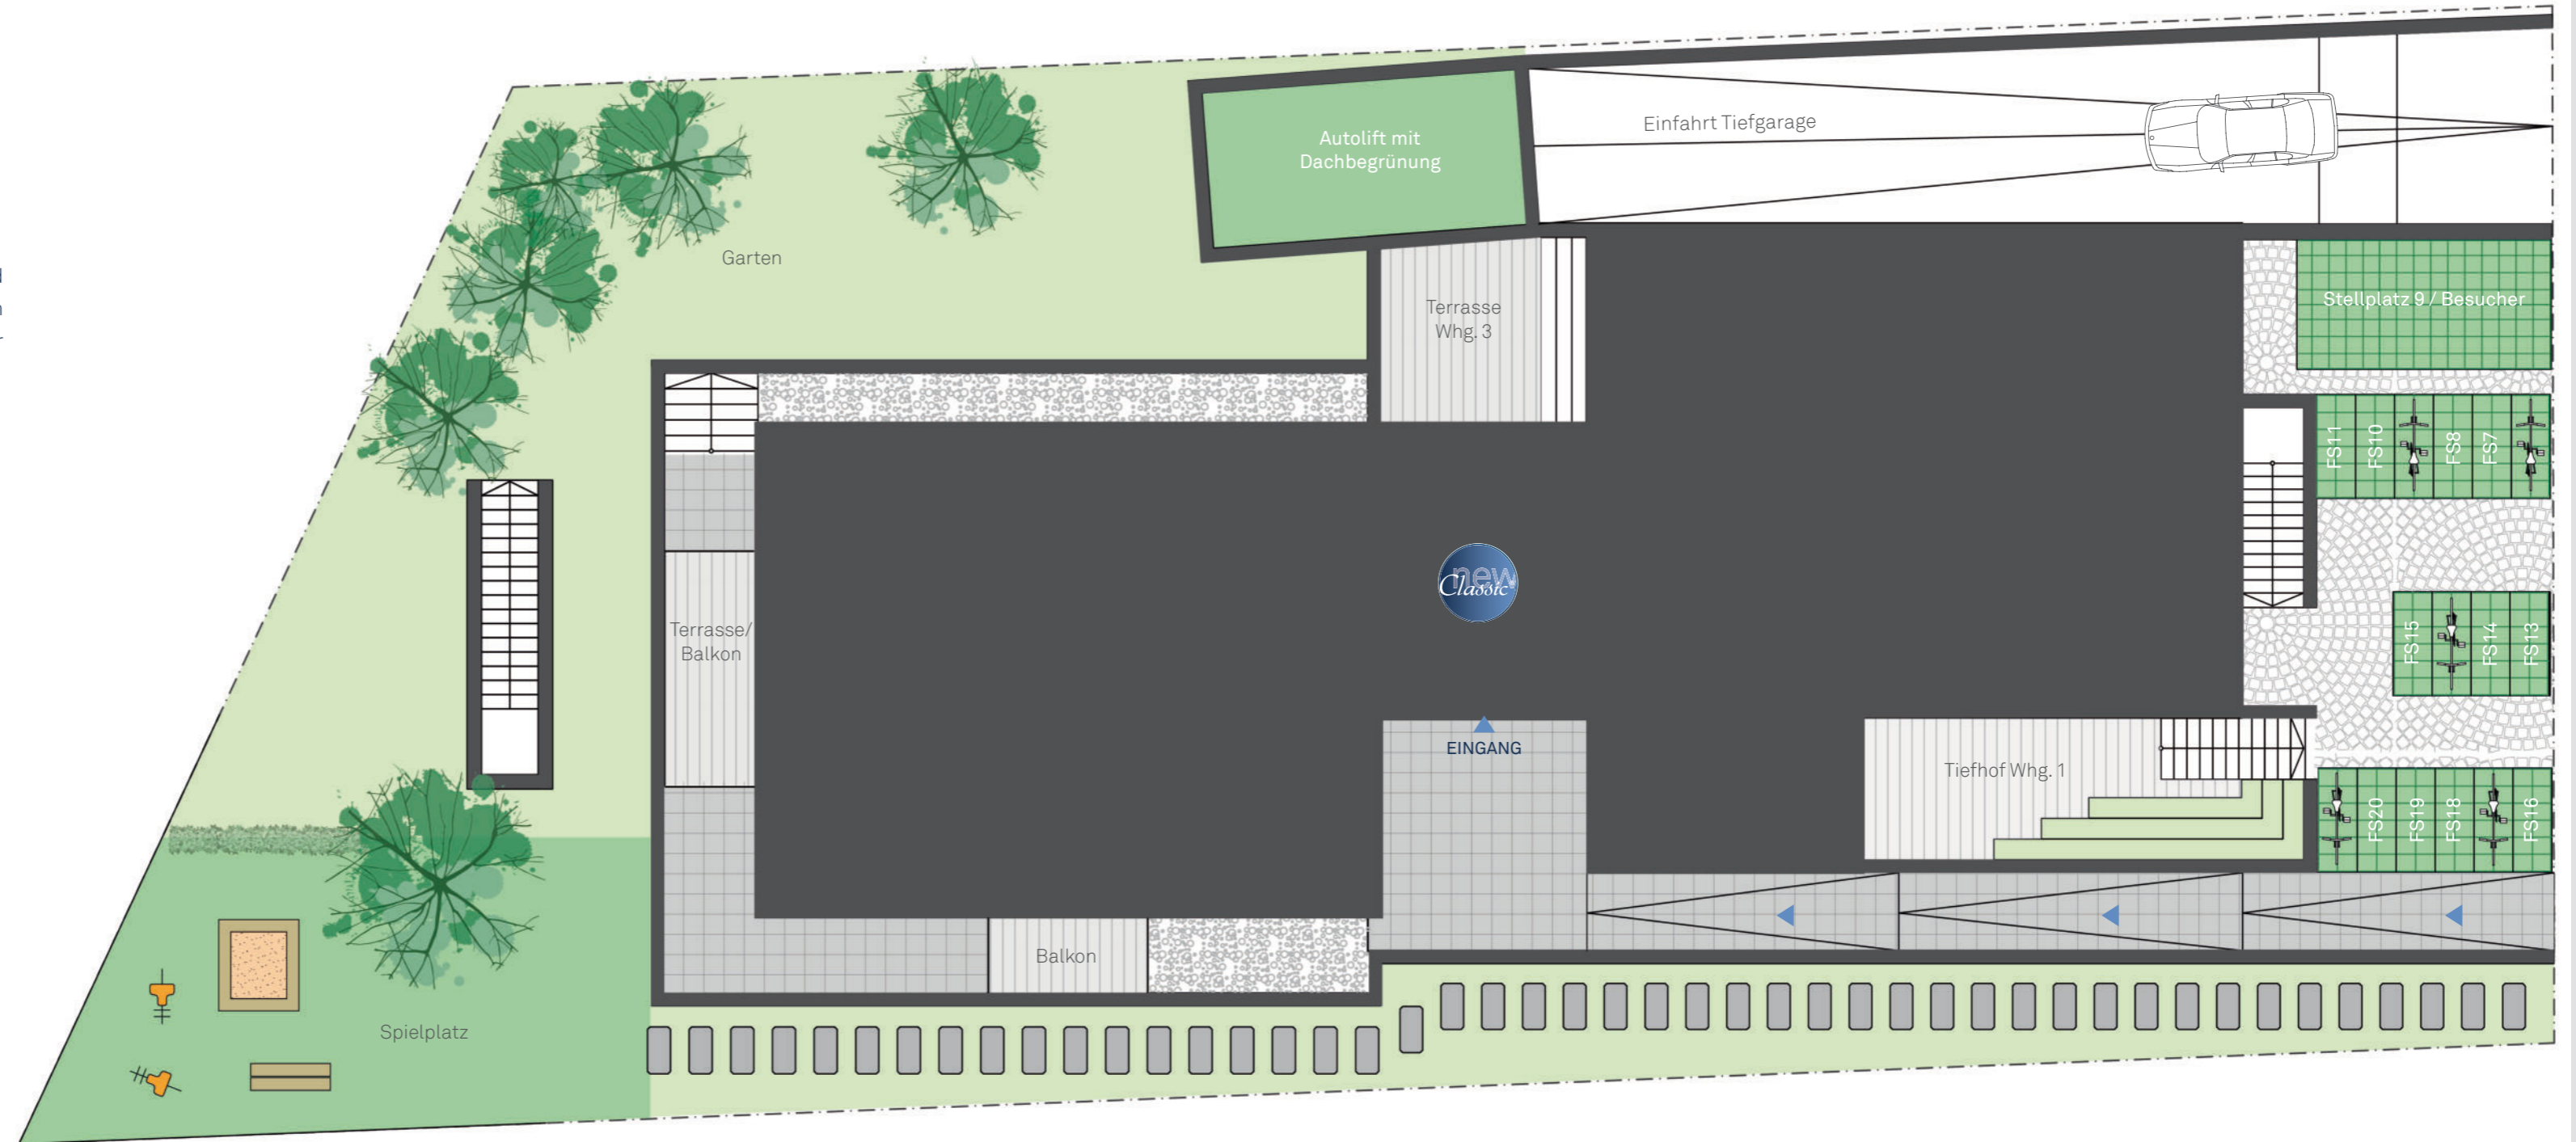 Autolift mit
Dachbegrünung
Einfahrt Tiefgarage
Garten
Terrasse
Whg. 3
Stellplatz 9 / Besucher
FS11
FS10
FS8
FS7
new
Classic
Terrasse/
Balkon
FS15
FS14
FS13
EINGANG
Tiefhof Whg. 1
FS20
FS19
FS18
FS16
Balkon
Spielplatz